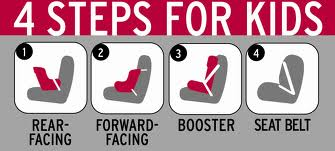 4 STEPS FOR KIDS
1 2 3 4
REAR- FORWARD- BOOSTER SEAT BELT
FACING FACING